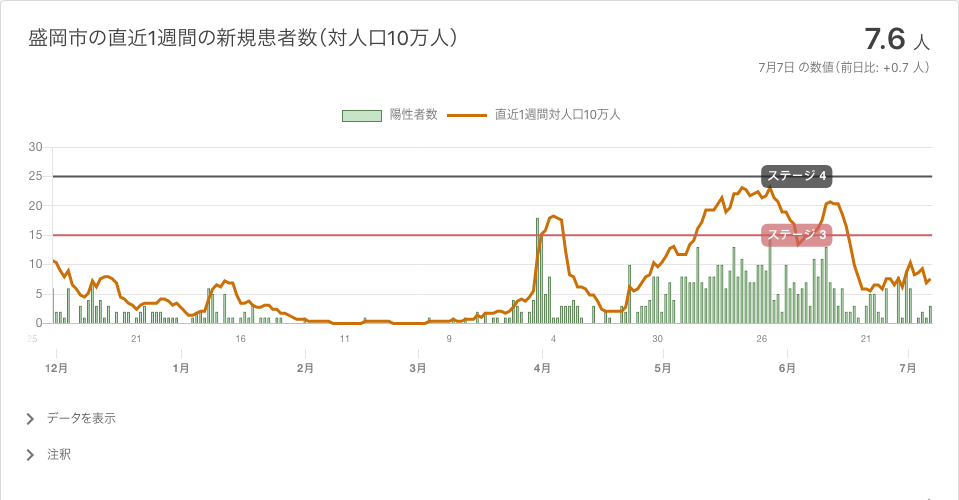 盛岡市の直近1週間の新規患者数（対人口10万人）
7.6 人
7月7日 の数値（前日比: +0.7 人）
陽性者数
直近1週間対人口10万人
30
25
ステージ 4
20
15
ステージ 3
10
5
0
25 21 16 11 9 4 30 26 21
12月 1月 2月 3月 4月 5月 6月 7月
データを表示
注釈